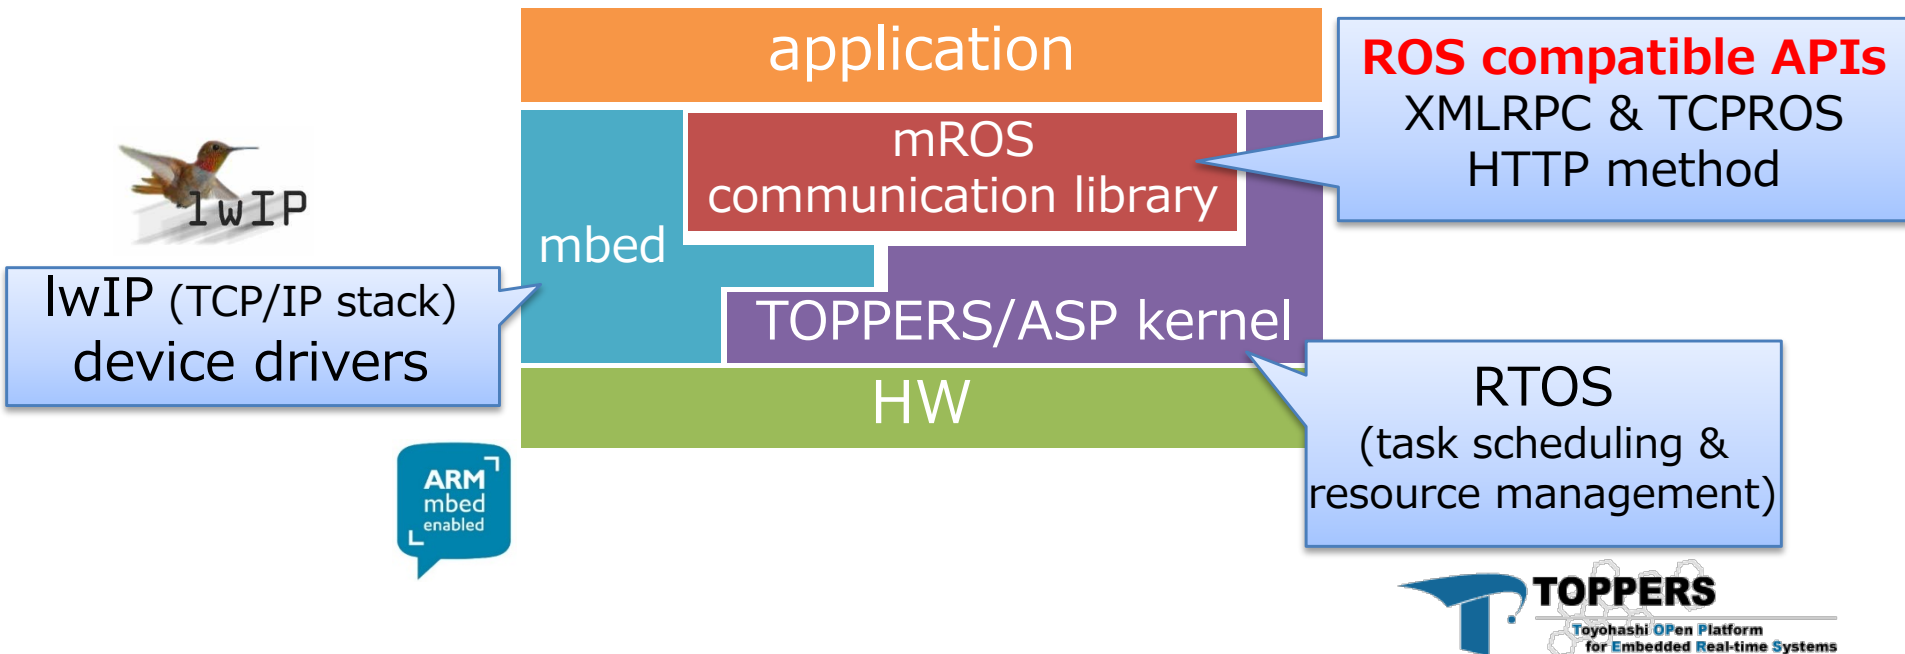 application
ROS compatible APIs
XMLRPC & TCPROS
HTTP method
mROS
communication library
lwIP
mbed
lwIP (TCP/IP stack)
device drivers
TOPPERS/ASP kernel
HW
RTOS
(task scheduling &
resource management)
ARM
mbed
enabled
TOPPERS
Toyohashi OPen Platform
for Embedded Real-time Systems